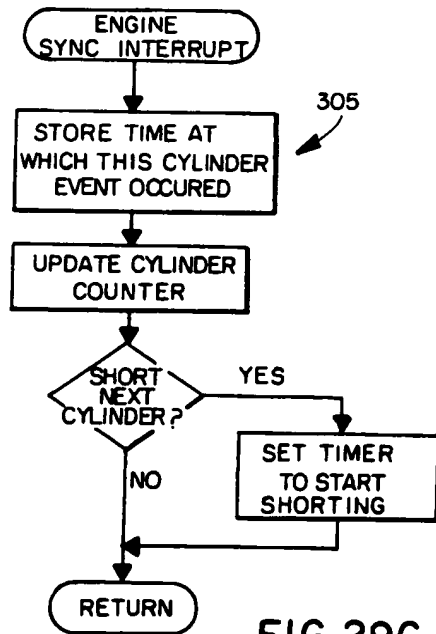 ENGINE
SYNC INTERRUPT
305
STORE TIME AT
WHICH THIS CYLINDER
EVENT OCCURED
UPDATE CYLINDER
COUNTER
SHORT
NEXT
CYLINDER?
YES
NO
SET TIMER
TO START
SHORTING
RETURN